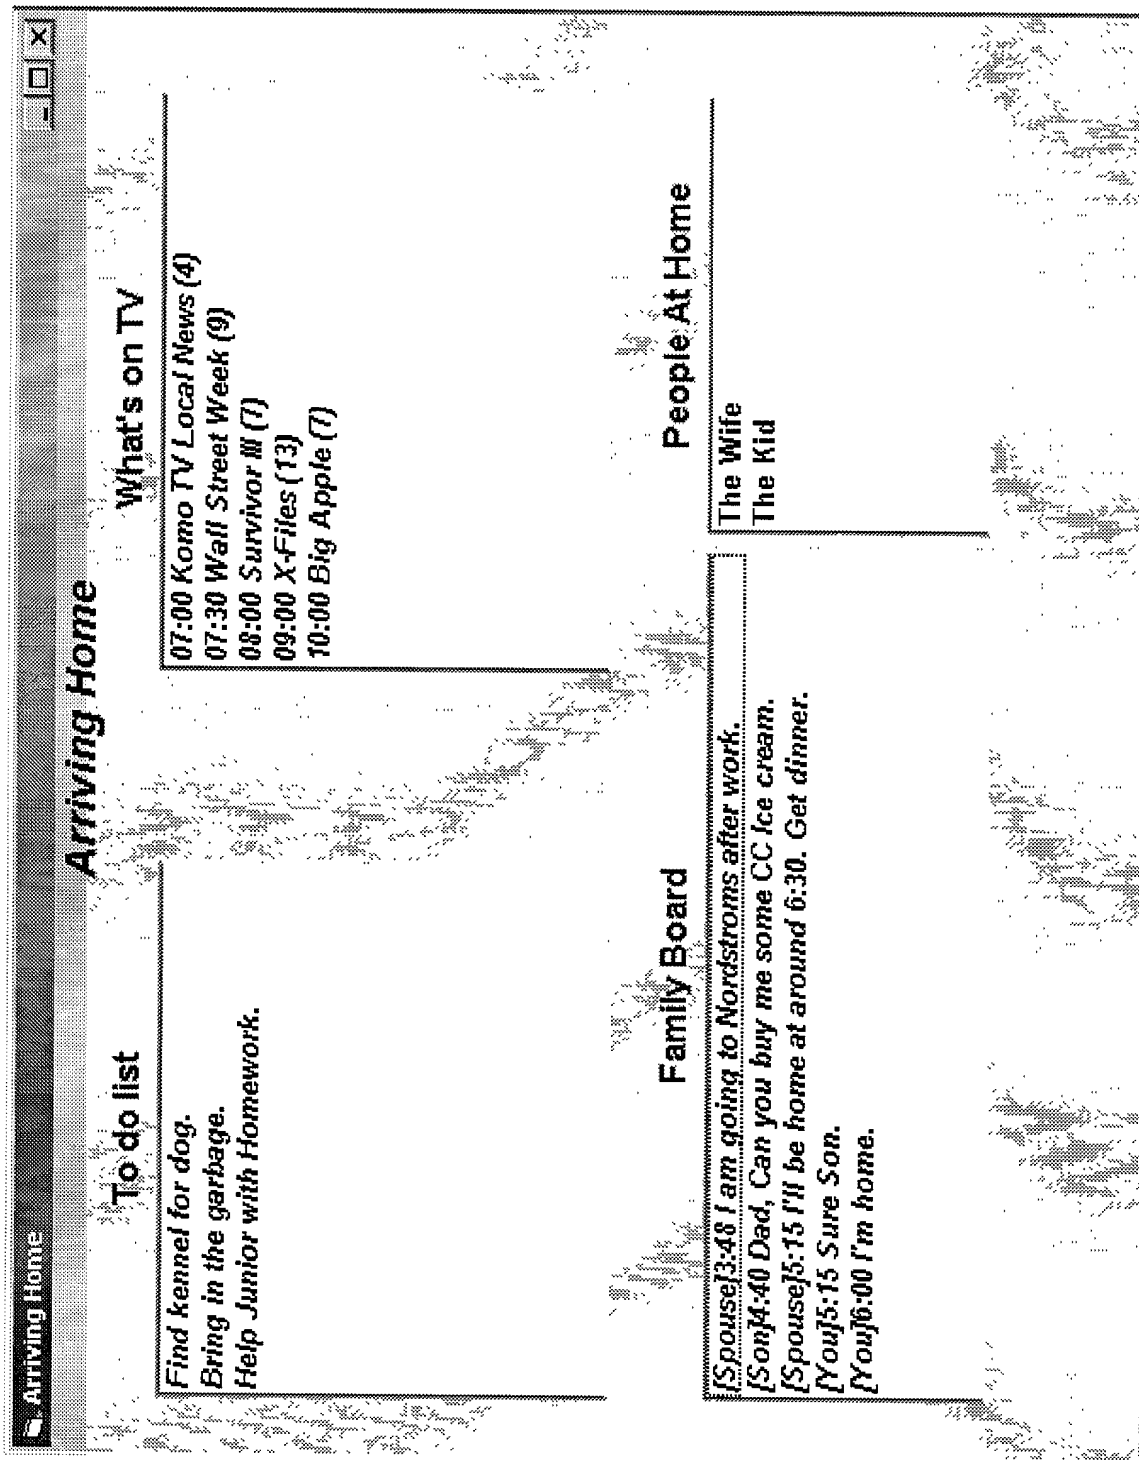 Arriving Home
Arriving Home
To do list
Find kennel for dog.
Bring in the garbage.
Help Junior with Homework.
What's on TV
07:00 Komo TV Local News (4)
07:30 Wall Street Week (9)
08:00 Survivor III (7)
09:00 X-Files (13)
10:00 Big Apple (7)
Family Board
[Spouse]3:48 I am going to Nordstroms after work.
[Son]4:40 Dad, Can you buy me some CC Ice cream.
[Spouse]5:15 I'll be home at around 6:30. Get dinner.
[You]5:15 Sure Son.
[You]6:00 I'm home.
People At Home
The Wife
The Kid